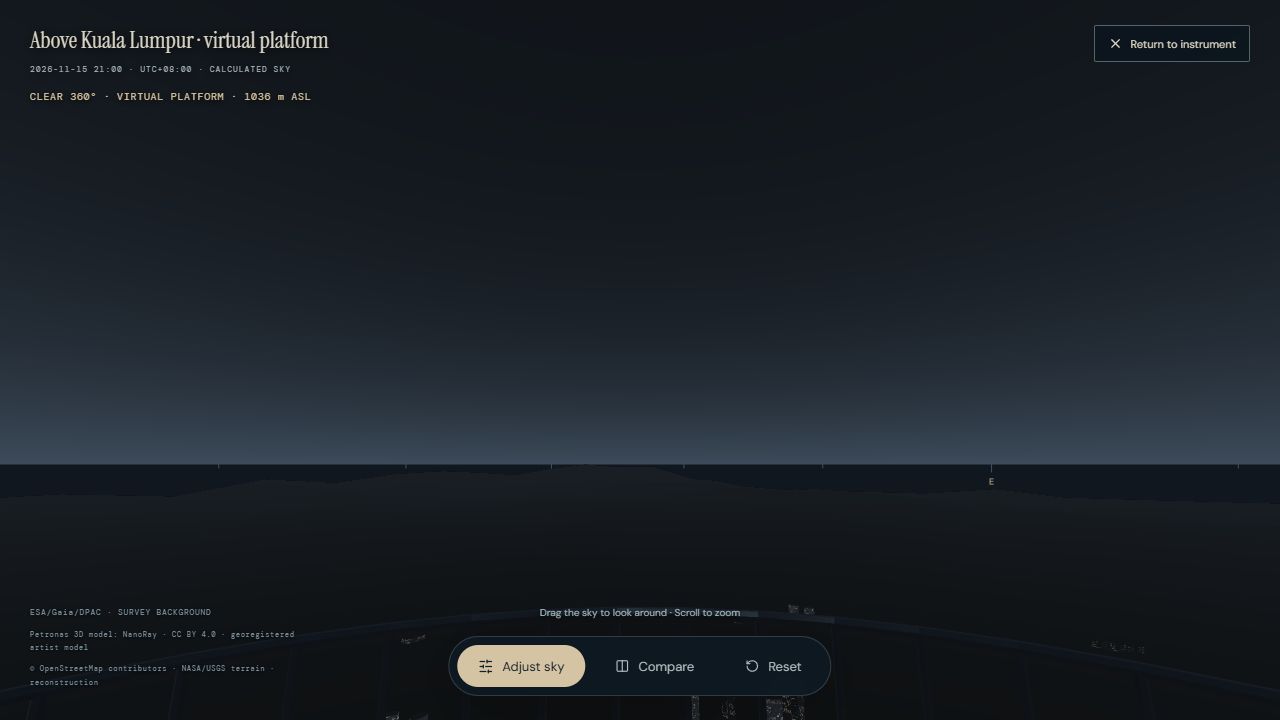 Above Kuala Lumpur · virtual platform
2026-11-15 21:00 · UTC+08:00 · CALCULATED SKY
CLEAR 360° · VIRTUAL PLATFORM · 1036 m ASL
Return to instrument
E
ESA/Gaia/DPAC · SURVEY BACKGROUND
Petronas 3D model: NanoRay · CC BY 4.0 · georegistered
artist model
© OpenStreetMap contributors · NASA/USGS terrain ·
reconstruction
Drag the sky to look around · Scroll to zoom
Adjust sky
Compare
Reset